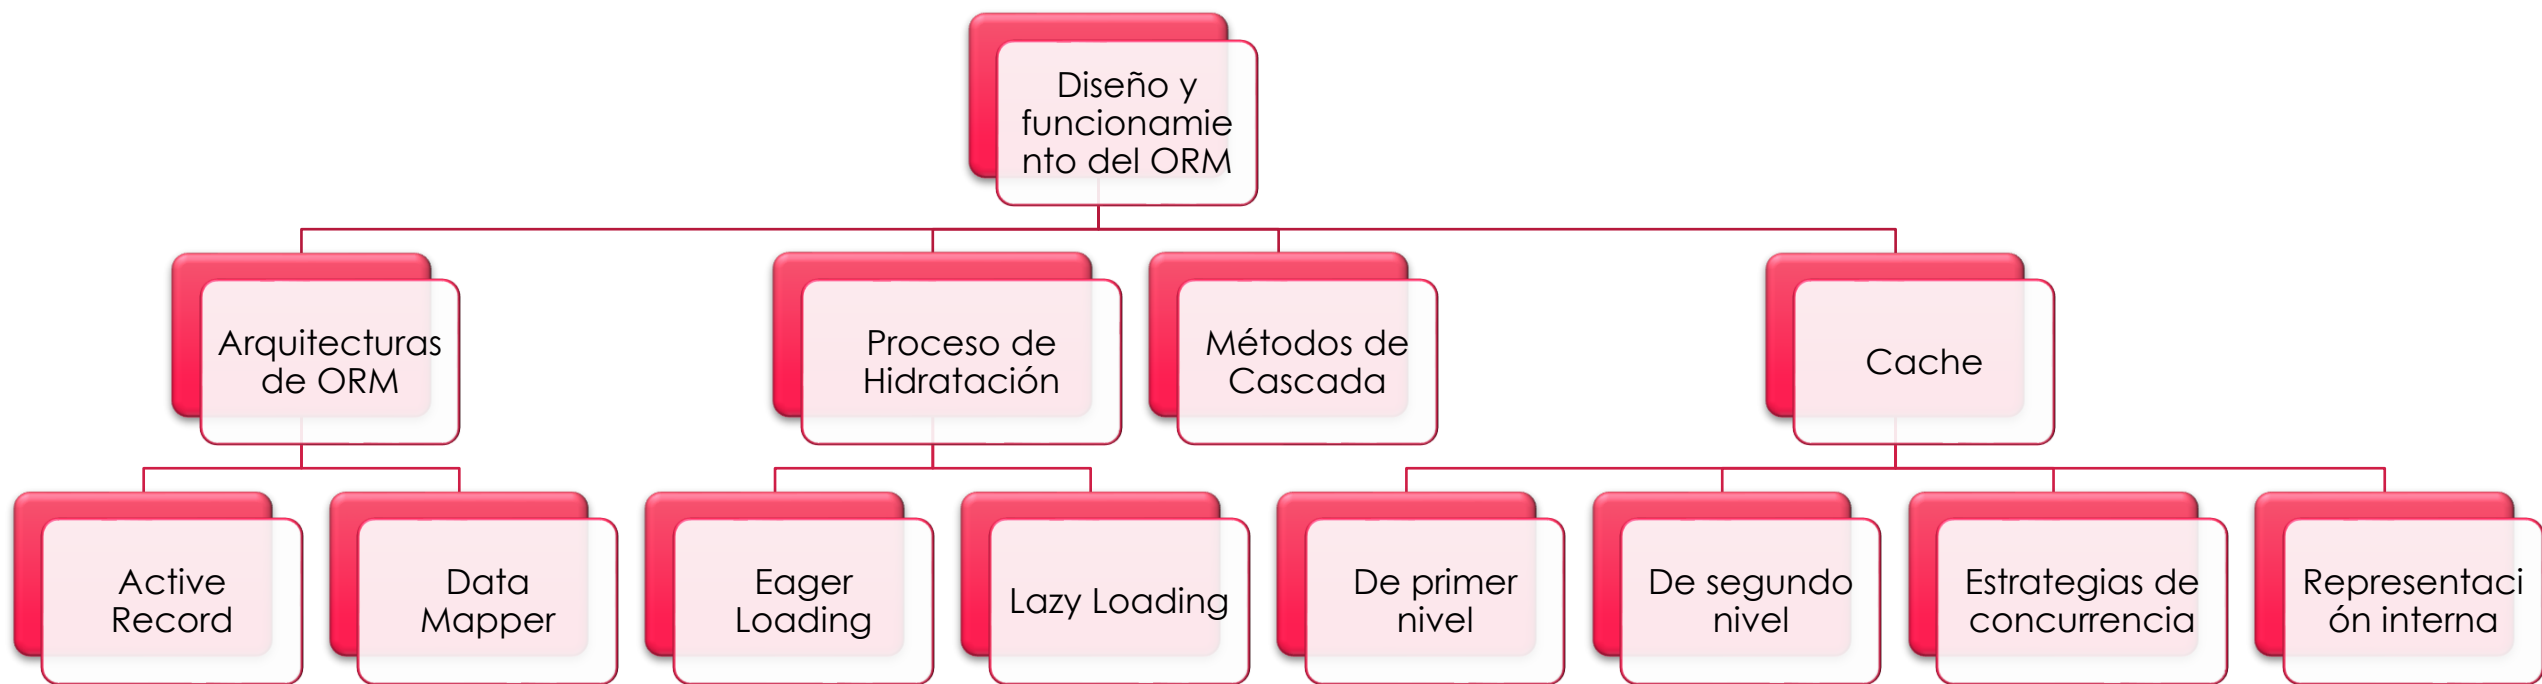 Diseño y
funcionamie
nto del ORM
Arquitecturas
de ORM
Proceso de
Hidratación
Métodos de
Cascada
Cache
Active
Record
Data
Mapper
Eager
Loading
Lazy Loading
De primer
nivel
De segundo
nivel
Estrategias de
concurrencia
Representaci
ón interna